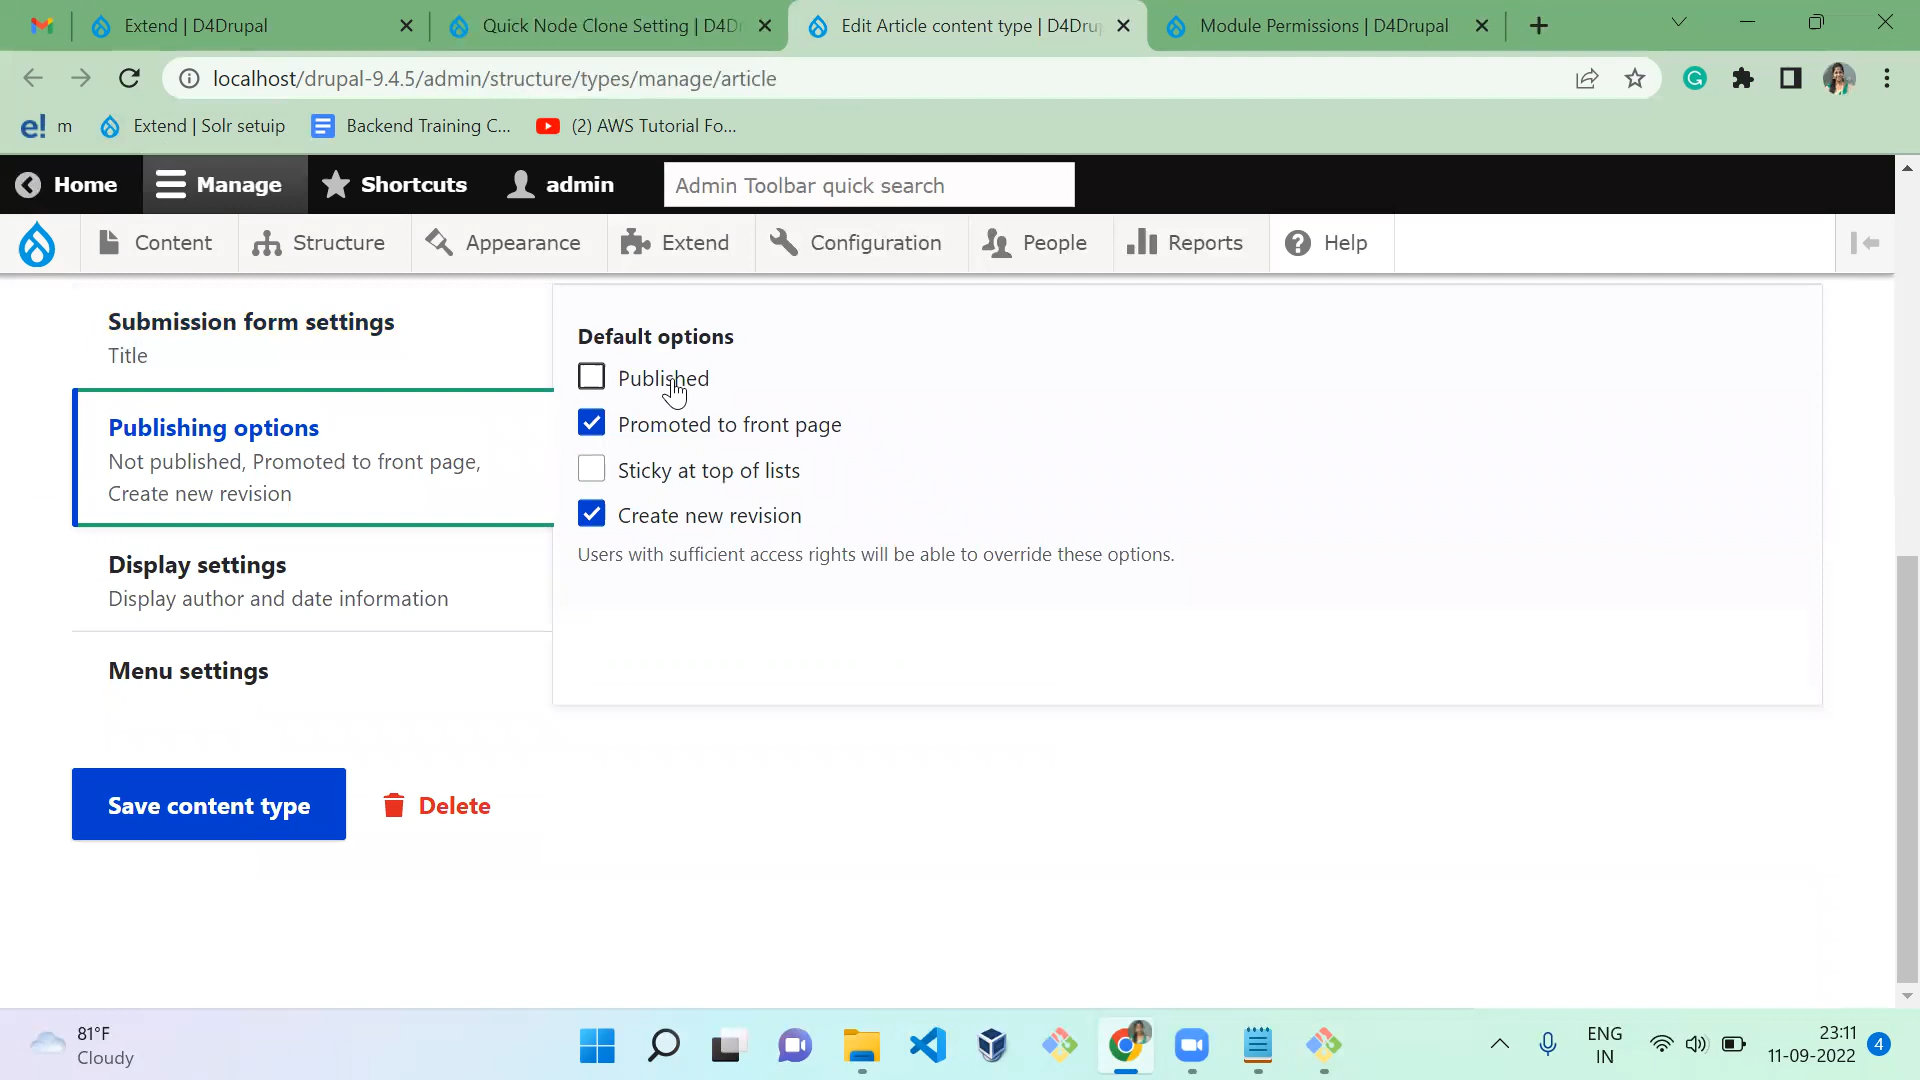 Extend | D4Drupal
Quick Node Clone Setting | D4D
Edit Article content type | D4Dru
Module Permissions | D4Drupal
localhost/drupal-9.4.5/admin/structure/types/manage/article
e! m
Extend | Solr setuip
Backend Training C...
(2) AWS Tutorial Fo...
Home
Manage
Shortcuts
admin
Admin Toolbar quick search
Content
Structure
Appearance
Extend
Configuration
People
Reports
Help
Submission form settings
Title
Publishing options
Not published, Promoted to front page,
Create new revision
Display settings
Display author and date information
Menu settings
Default options
Published
Promoted to front page
Sticky at top of lists
Create new revision
Users with sufficient access rights will be able to override these options.
Save content type
Delete
81°F
Cloudy
ENG
IN
23:11
11-09-2022
4